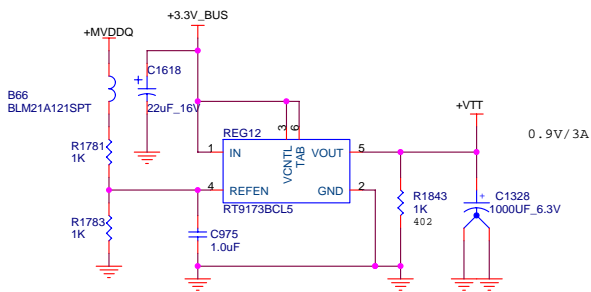 +3.3V_BUS
+MVDDQ
C1618
+
22uF_16V
B66
BLM21A121SPT
+VTT
REG12
3
6
0.9V/3A
R1781
1K
1
IN
VCNTL
TAB
VOUT
5
4
REFEN
GND
2
RT9173BCL5
R1843
1K
402
+
C1328
1000UF_6.3V
R1783
1K
C975
1.0uF